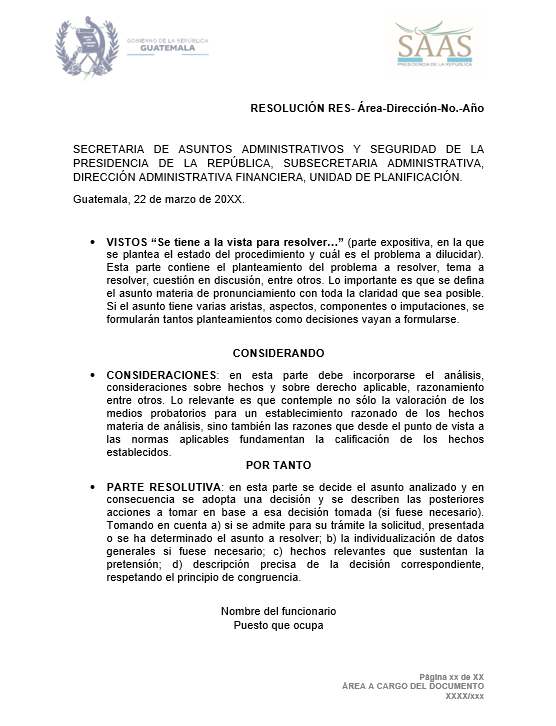 GOBIERNO DE LA REPÚBLICA
GUATEMALA
SAAS
PRESIDENCIA DE LA REPÚBLICA
RESOLUCIÓN RES- Área-Dirección-No.-Año
SECRETARIA DE ASUNTOS ADMINISTRATIVOS Y SEGURIDAD DE LA
PRESIDENCIA DE LA REPÚBLICA, SUBSECRETARIA ADMINISTRATIVA,
DIRECCIÓN ADMINISTRATIVA FINANCIERA, UNIDAD DE PLANIFICACIÓN.
Guatemala, 22 de marzo de 20XX.
• VISTOS “Se tiene a la vista para resolver…” (parte expositiva, en la que
se plantea el estado del procedimiento y cuál es el problema a dilucidar).
Esta parte contiene el planteamiento del problema a resolver, tema a
resolver, cuestión en discusión, entre otros. Lo importante es que se defina
el asunto materia de pronunciamiento con toda la claridad que sea posible.
Si el asunto tiene varias aristas, aspectos, componentes o imputaciones, se
formularán tantos planteamientos como decisiones vayan a formularse.
CONSIDERANDO
• CONSIDERACIONES: en esta parte debe incorporarse el análisis,
consideraciones sobre hechos y sobre derecho aplicable, razonamiento
entre otros. Lo relevante es que contemple no sólo la valoración de los
medios probatorios para un establecimiento razonado de los hechos
materia de análisis, sino también las razones que desde el punto de vista a
las normas aplicables fundamentan la calificación de los hechos
establecidos.
POR TANTO
• PARTE RESOLUTIVA: en esta parte se decide el asunto analizado y en
consecuencia se adopta una decisión y se describen las posteriores
acciones a tomar en base a esa decisión tomada (si fuese necesario).
Tomando en cuenta a) si se admite para su trámite la solicitud, presentada
o se ha determinado el asunto a resolver; b) la individualización de datos
generales si fuese necesario; c) hechos relevantes que sustentan la
pretensión; d) descripción precisa de la decisión correspondiente,
respetando el principio de congruencia.
Nombre del funcionario
Puesto que ocupa
Página xx de XX
ÁREA A CARGO DEL DOCUMENTO
XXXX/xxx